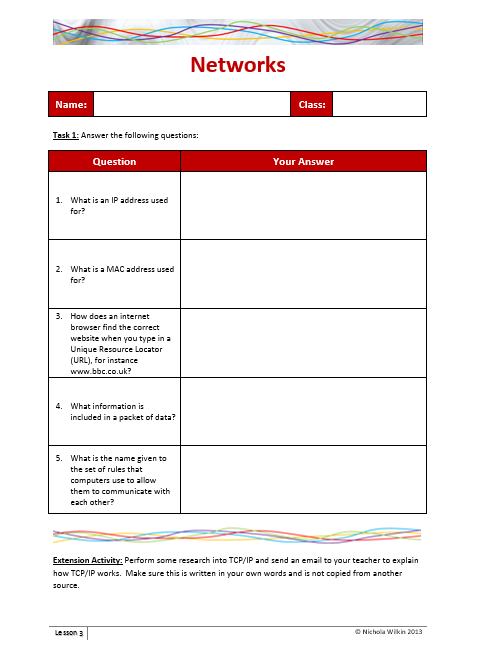 Networks
Name:
Class:
Task 1: Answer the following questions:
Question
Your Answer
1. What is an IP address used
for?
2. What is a MAC address used
for?
3. How does an internet
browser find the correct
website when you type in a
Unique Resource Locator
(URL), for instance
www.bbc.co.uk?
4. What information is
included in a packet of data?
5. What is the name given to
the set of rules that
computers use to allow
them to communicate with
each other?
Extension Activity: Perform some research into TCP/IP and send an email to your teacher to explain
how TCP/IP works. Make sure this is written in your own words and is not copied from another
source.
Lesson 3
© Nichola Wilkin 2013